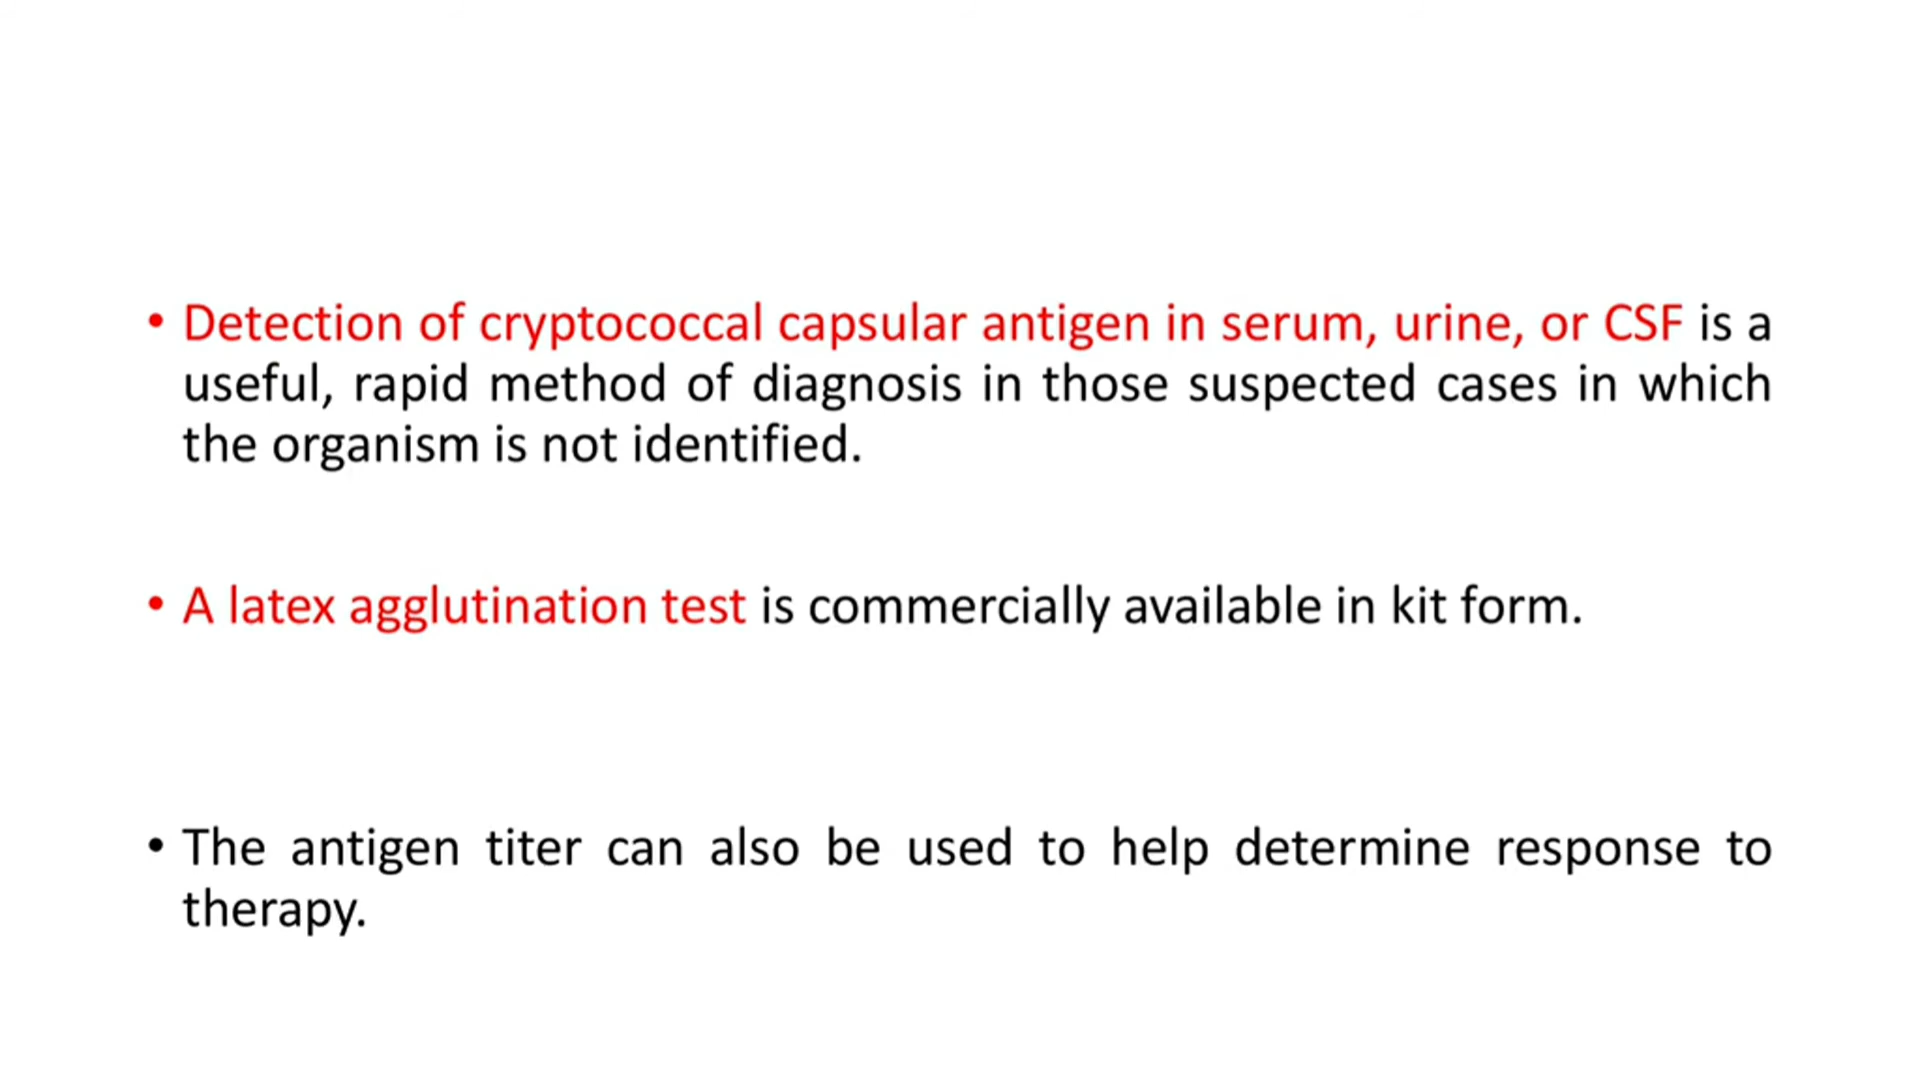 • Detection of cryptococcal capsular antigen in serum, urine, or CSF is a
useful, rapid method of diagnosis in those suspected cases in which
the organism is not identified.
• A latex agglutination test is commercially available in kit form.
• The antigen titer can also be used to help determine response to
therapy.